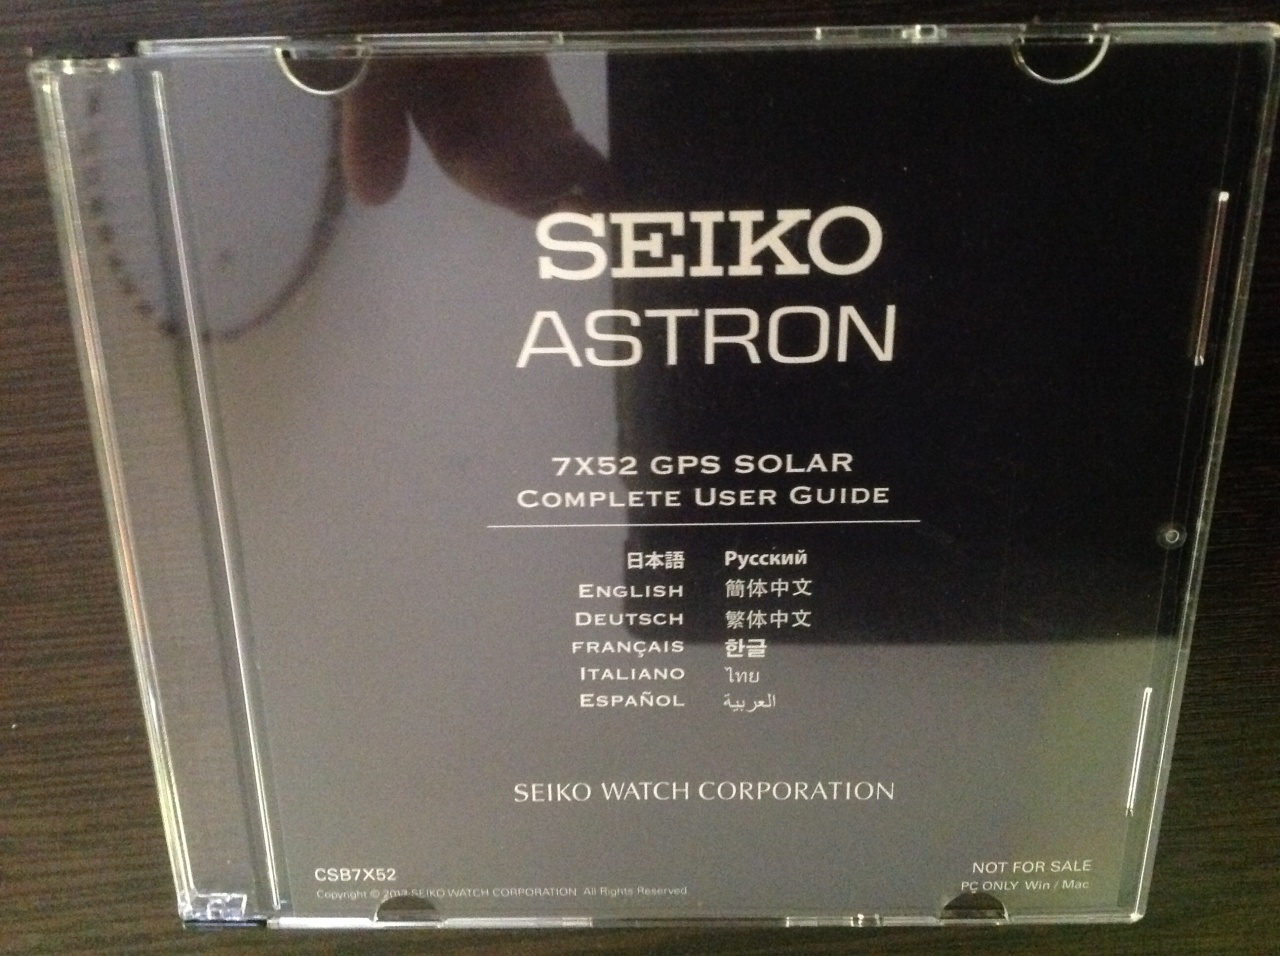 SEIKO
ASTRON
7X52 GPS SOLAR
COMPLETE USER GUIDE
日本語 Русский
ENGLISH 簡体中文
DEUTSCH 繁体中文
FRANÇAIS 한글
ITALIANO ไทย
ESPAÑOL العربية
SEIKO WATCH CORPORATION
CSB7X52 NOT FOR SALE
Copyright © SEIKO WATCH CORPORATION All Rights Reserved. PC ONLY Win / Mac